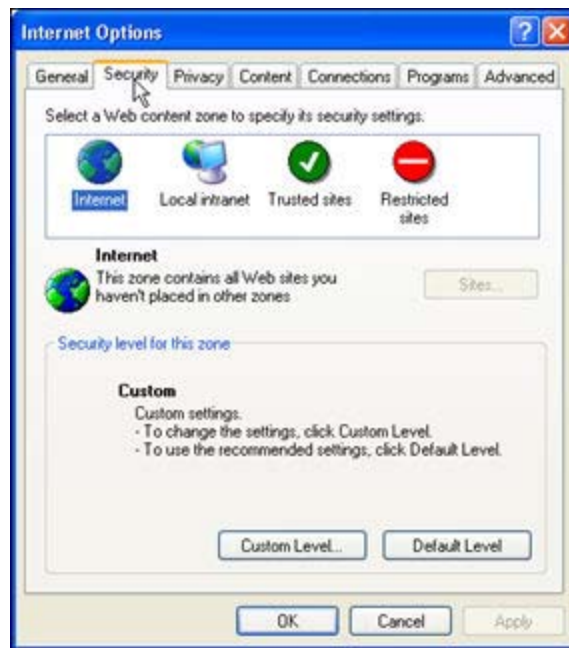 Internet Options
General Security Privacy Content Connections Programs Advanced
Select a Web content zone to specify its security settings.
Internet Local intranet Trusted sites Restricted sites
Internet
This zone contains all Web sites you
haven't placed in other zones
Sites...
Security level for this zone
Custom
Custom settings.
- To change the settings, click Custom Level.
- To use the recommended settings, click Default Level.
Custom Level... Default Level
OK Cancel Apply